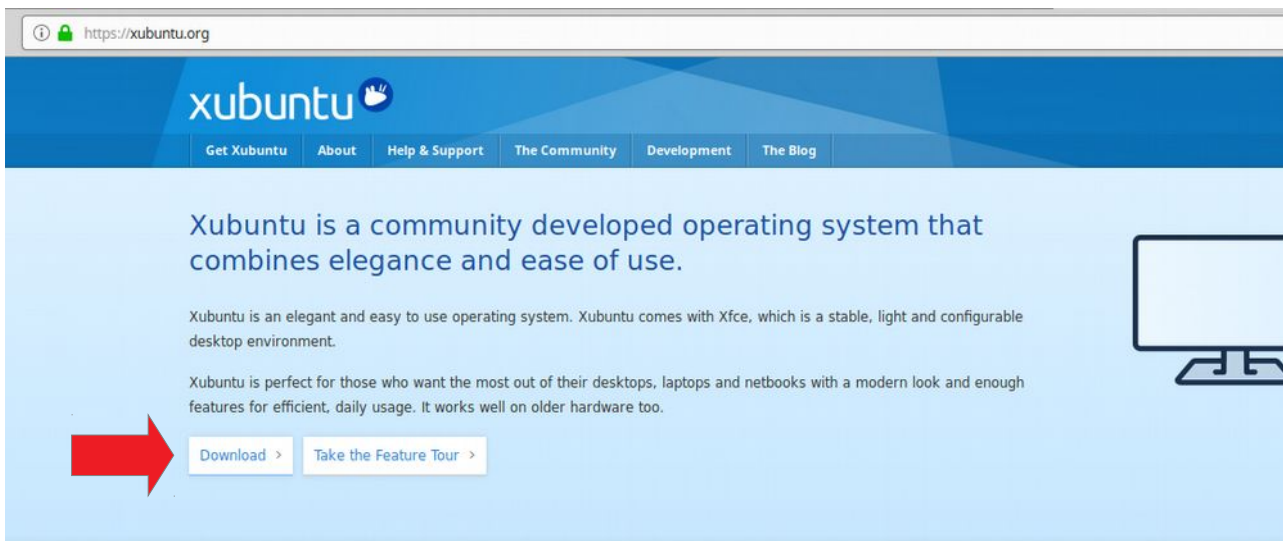 https://xubuntu.org
xubuntu
Get Xubuntu About Help & Support The Community Development The Blog
Xubuntu is a community developed operating system that
combines elegance and ease of use.
Xubuntu is an elegant and easy to use operating system. Xubuntu comes with Xfce, which is a stable, light and configurable
desktop environment.
Xubuntu is perfect for those who want the most out of their desktops, laptops and netbooks with a modern look and enough
features for efficient, daily usage. It works well on older hardware too.
Download > Take the Feature Tour >